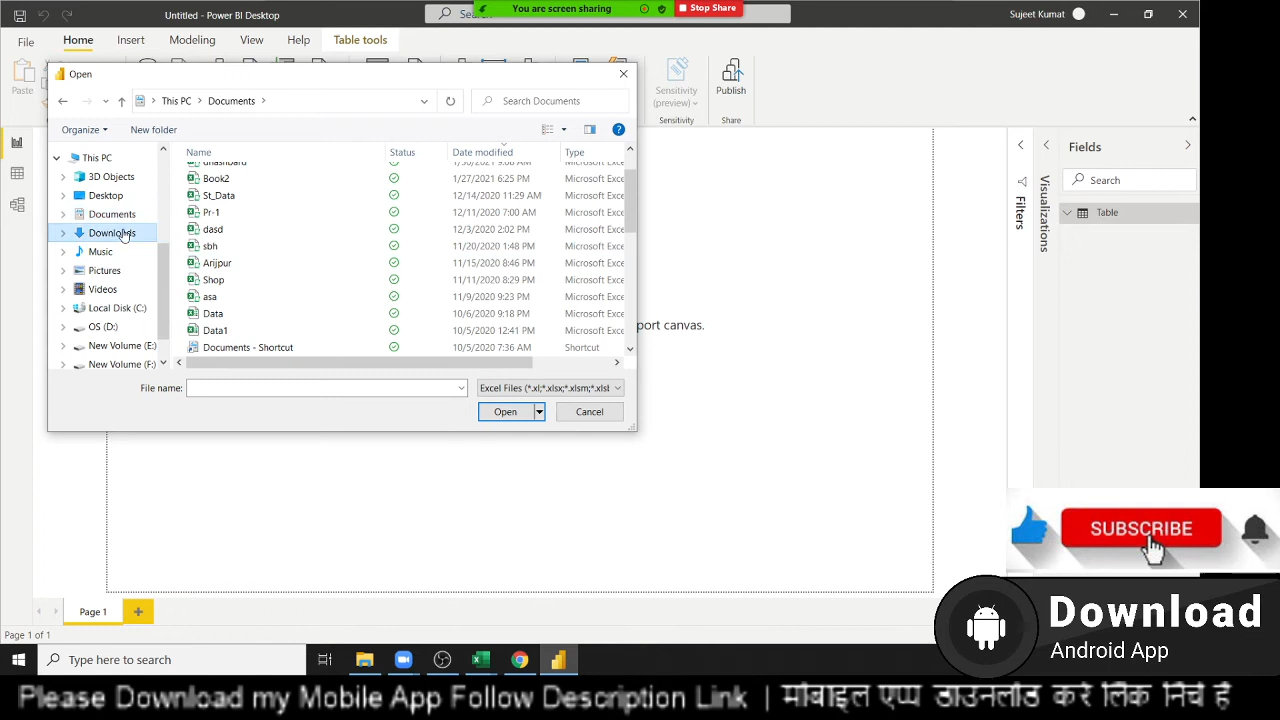 Untitled - Power BI Desktop
Search
You are screen sharing
Stop Share
Sujeet Kumat
File
Home
Insert
Modeling
View
Help
Table tools
Paste
Sensitivity
(preview)
Publish
Sensitivity
Share
Open
This PC
Documents
Search Documents
Organize
New folder
Name
Status
Date modified
Type
This PC
3D Objects
Desktop
Documents
Downloads
Music
Pictures
Videos
Local Disk (C:)
OS (D:)
New Volume (E:)
New Volume (F:)
Book2 1/27/2021 6:25 PM Microsoft Exce
St_Data 12/14/2020 11:29 AM Microsoft Exce
Pr-1 12/11/2020 7:00 AM Microsoft Exce
dasd 12/3/2020 2:02 PM Microsoft Exce
sbh 11/20/2020 1:48 PM Microsoft Exce
Arijpur 11/15/2020 8:46 PM Microsoft Exce
Shop 11/11/2020 8:29 PM Microsoft Exce
asa 11/9/2020 9:23 PM Microsoft Exce
Data 10/6/2020 9:18 PM Microsoft Exce
Data1 10/5/2020 12:41 PM Microsoft Exce
Documents - Shortcut 10/5/2020 7:36 AM Shortcut
File name:
Excel Files (*.xl;*.xlsx;*.xlsm;*.xlsb
Open
Cancel
port canvas.
Filters
Visualizations
Fields
Search
Table
SUBSCRIBE
Page 1
Page 1 of 1
Download
Android App
Type here to search
Please Download my Mobile App Follow Description Link | मोबाइल एप्प डाउनलोड करे लिंक निचे है